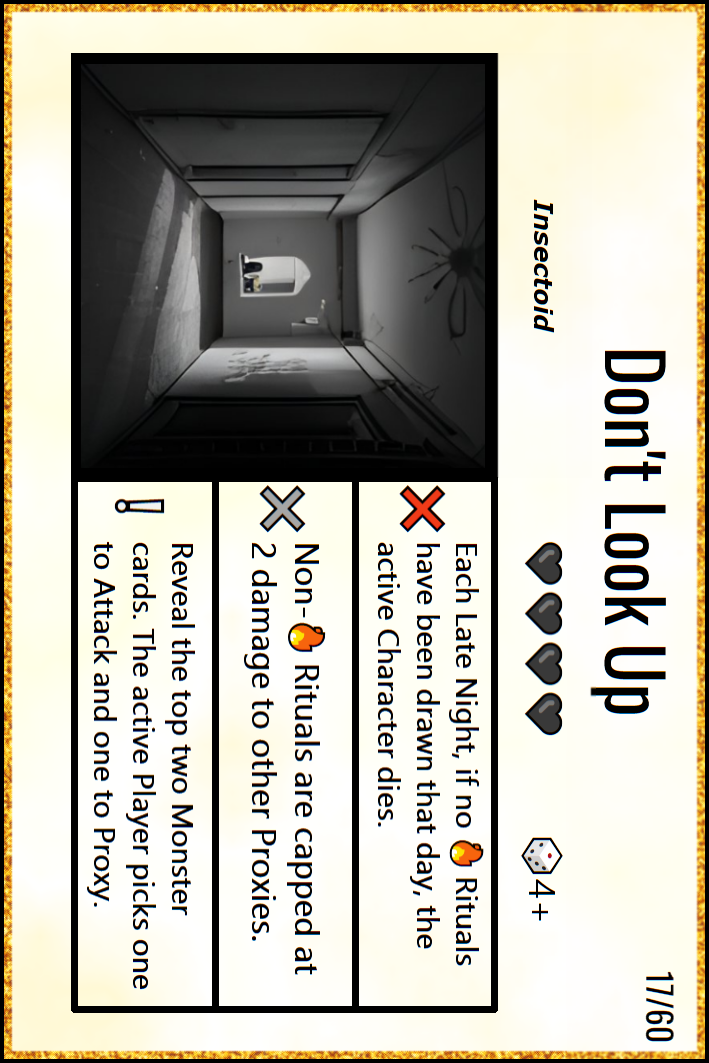 17/60
Don't Look Up
Insectoid
🖤🖤🖤🖤
🎲4+
❌ Each Late Night, if no 🔥 Rituals
have been drawn that day, the
active Character dies.
Non-🔥 Rituals are capped at
2 damage to other Proxies.
Reveal the top two Monster
cards. The active Player picks one
to Attack and one to Proxy.